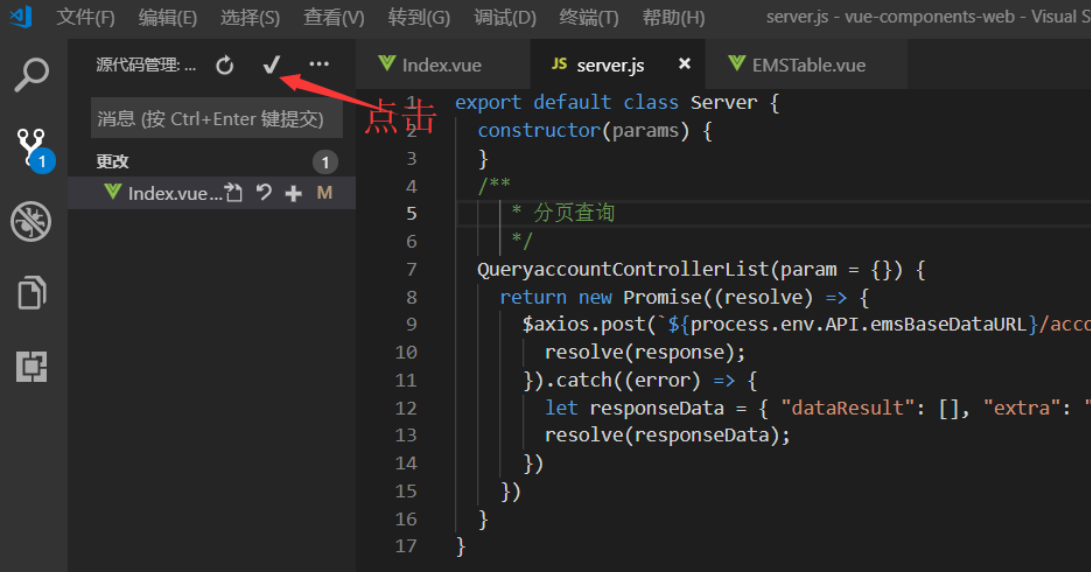 文件(F) 编辑(E) 选择(S) 查看(V) 转到(G) 调试(D) 终端(T) 帮助(H) server.js - vue-components-web - Visual S
源代码管理: ...
Index.vue JS server.js EMSTable.vue
点击
消息 (按 Ctrl+Enter 键提交)
更改 1
Index.vue... M
1
1 export default class Server {
2 constructor(params) {
3 }
4 /**
5 * 分页查询
6 */
7 QueryaccountControllerList(param = {}) {
8 return new Promise((resolve) => {
9 $axios.post(`${process.env.API.emsBaseDataURL}/acco
10 resolve(response);
11 }).catch((error) => {
12 let responseData = { "dataResult": [], "extra": "
13 resolve(responseData);
14 })
15 })
16 }
17 }